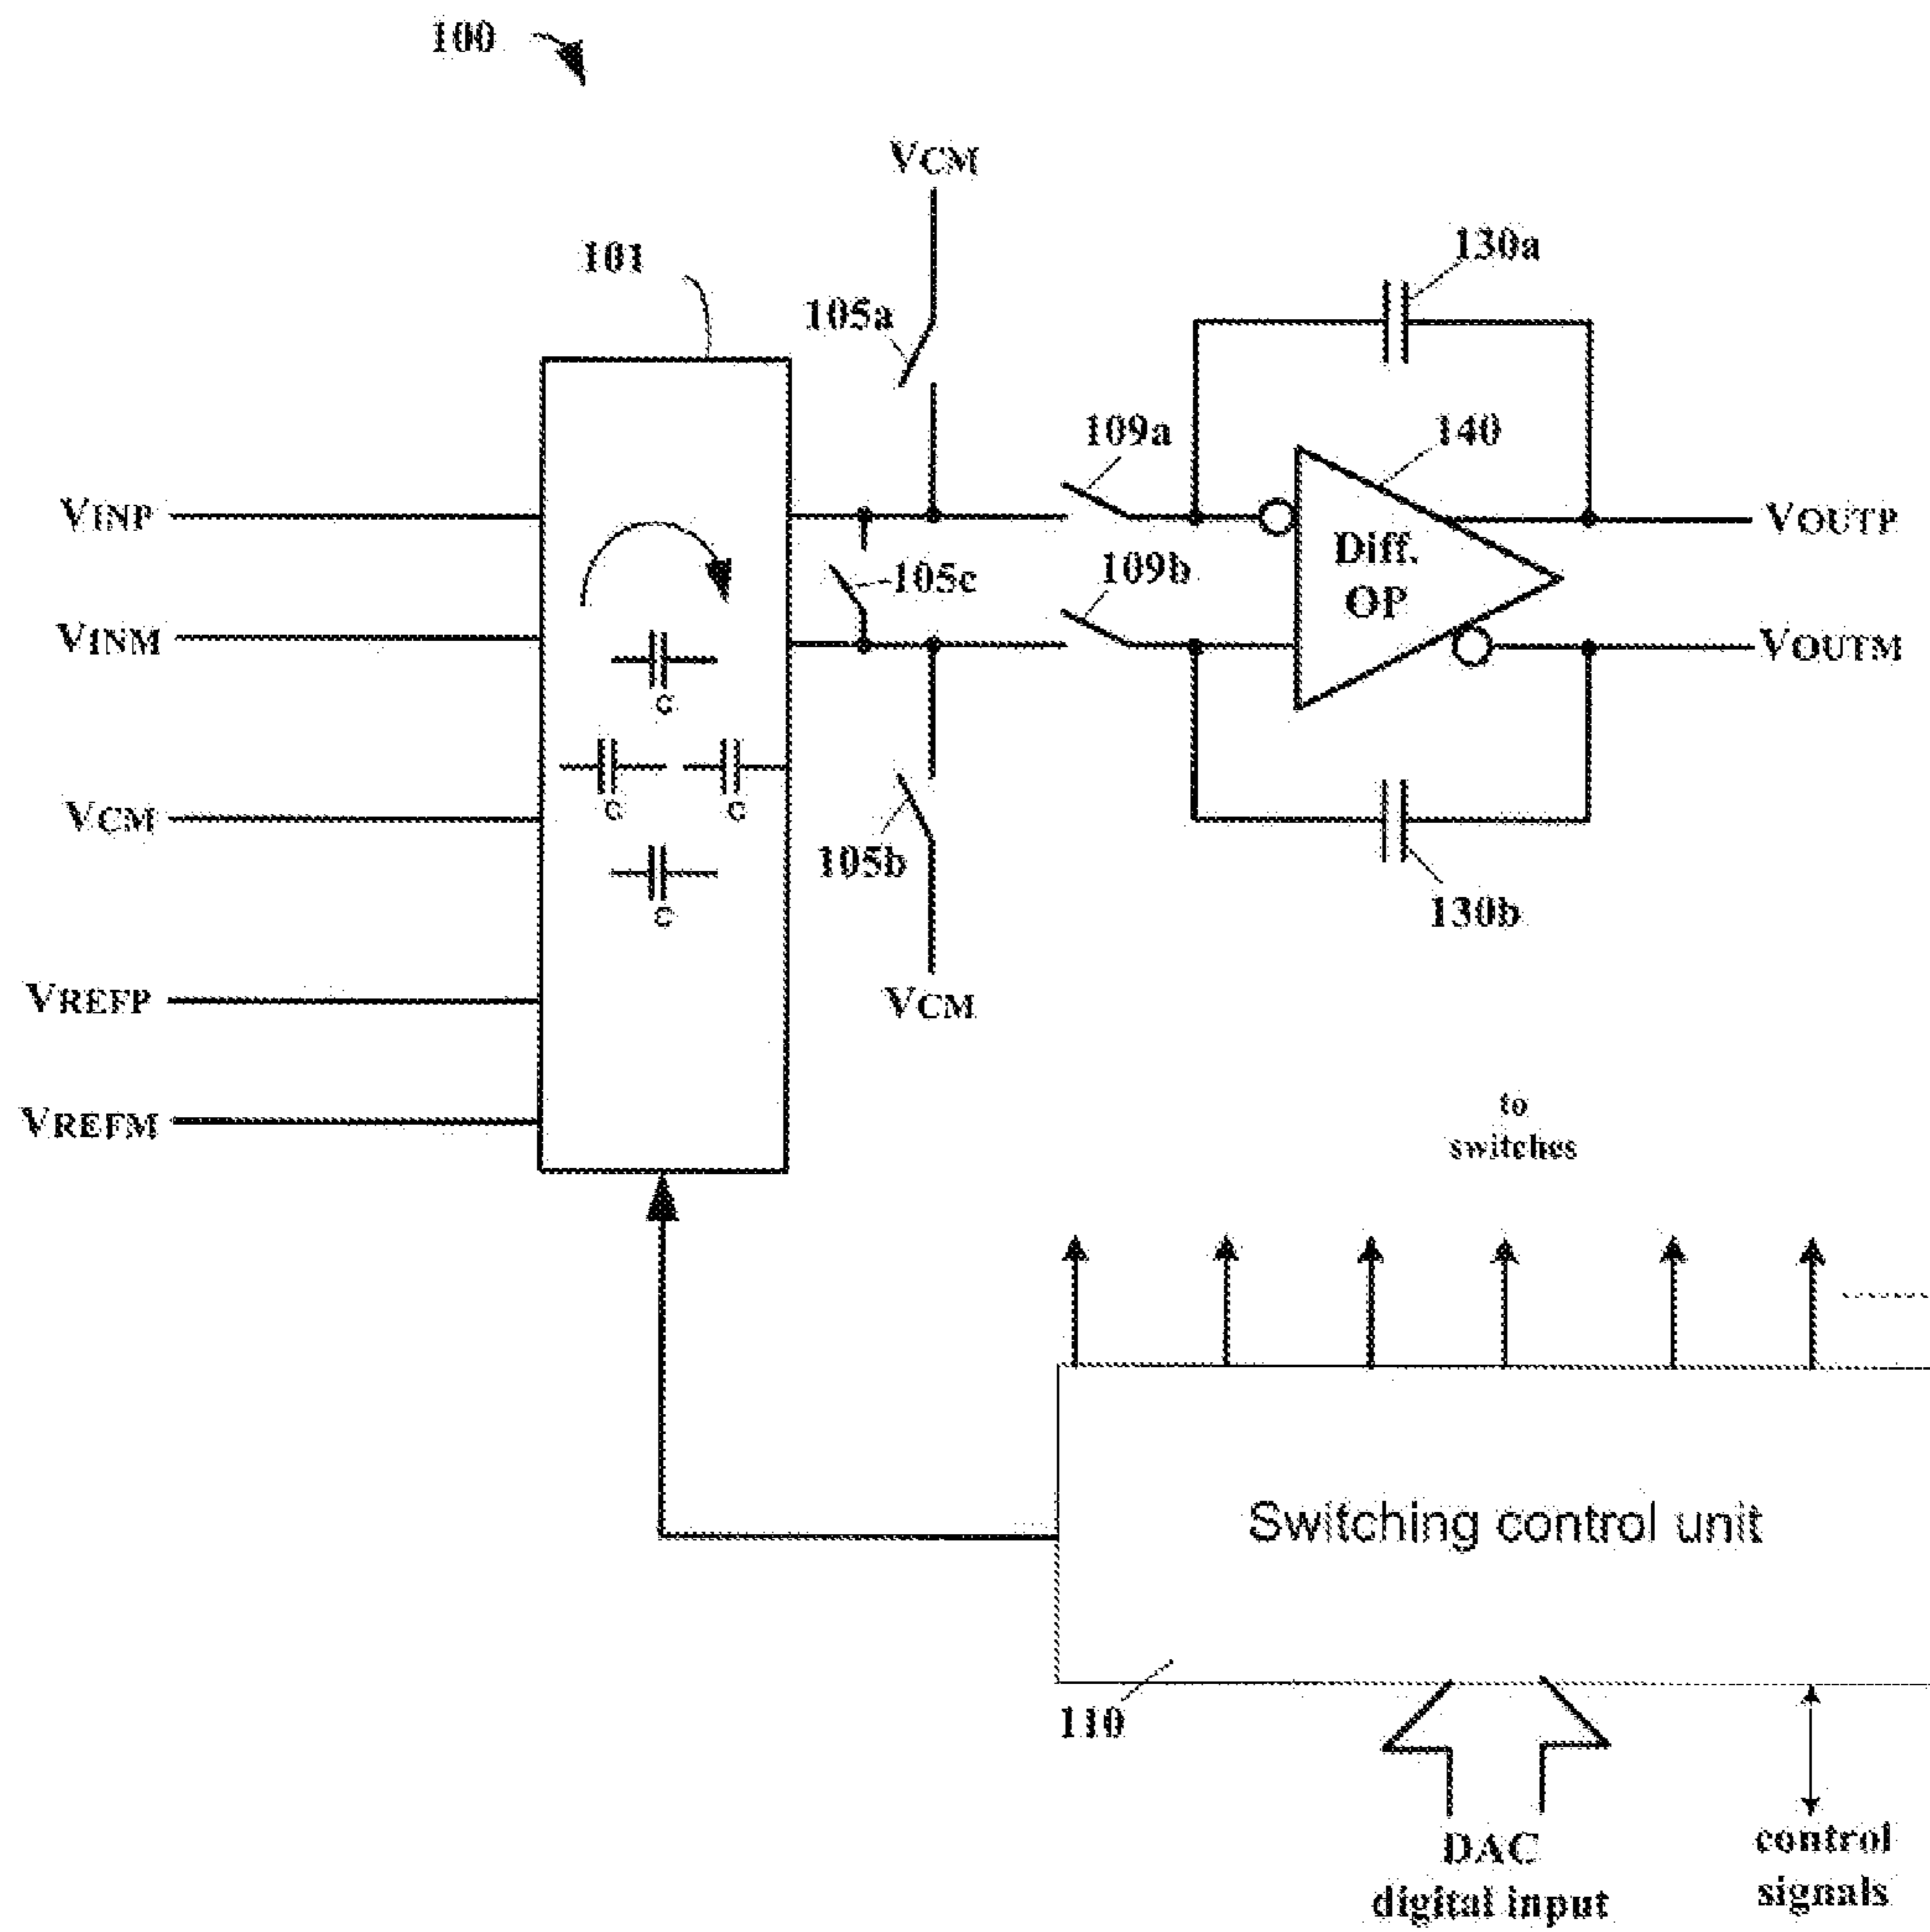 100
VCM
101
105a
130a
109a
140
VINP
VOUTP
Diff.
OP
105c
109b
VINM
VOUTM
C
C
C
VCM
105b
C
130b
VREFP
VCM
VREFM
to
switches
Switching control unit
110
DAC
digital input
control
signals